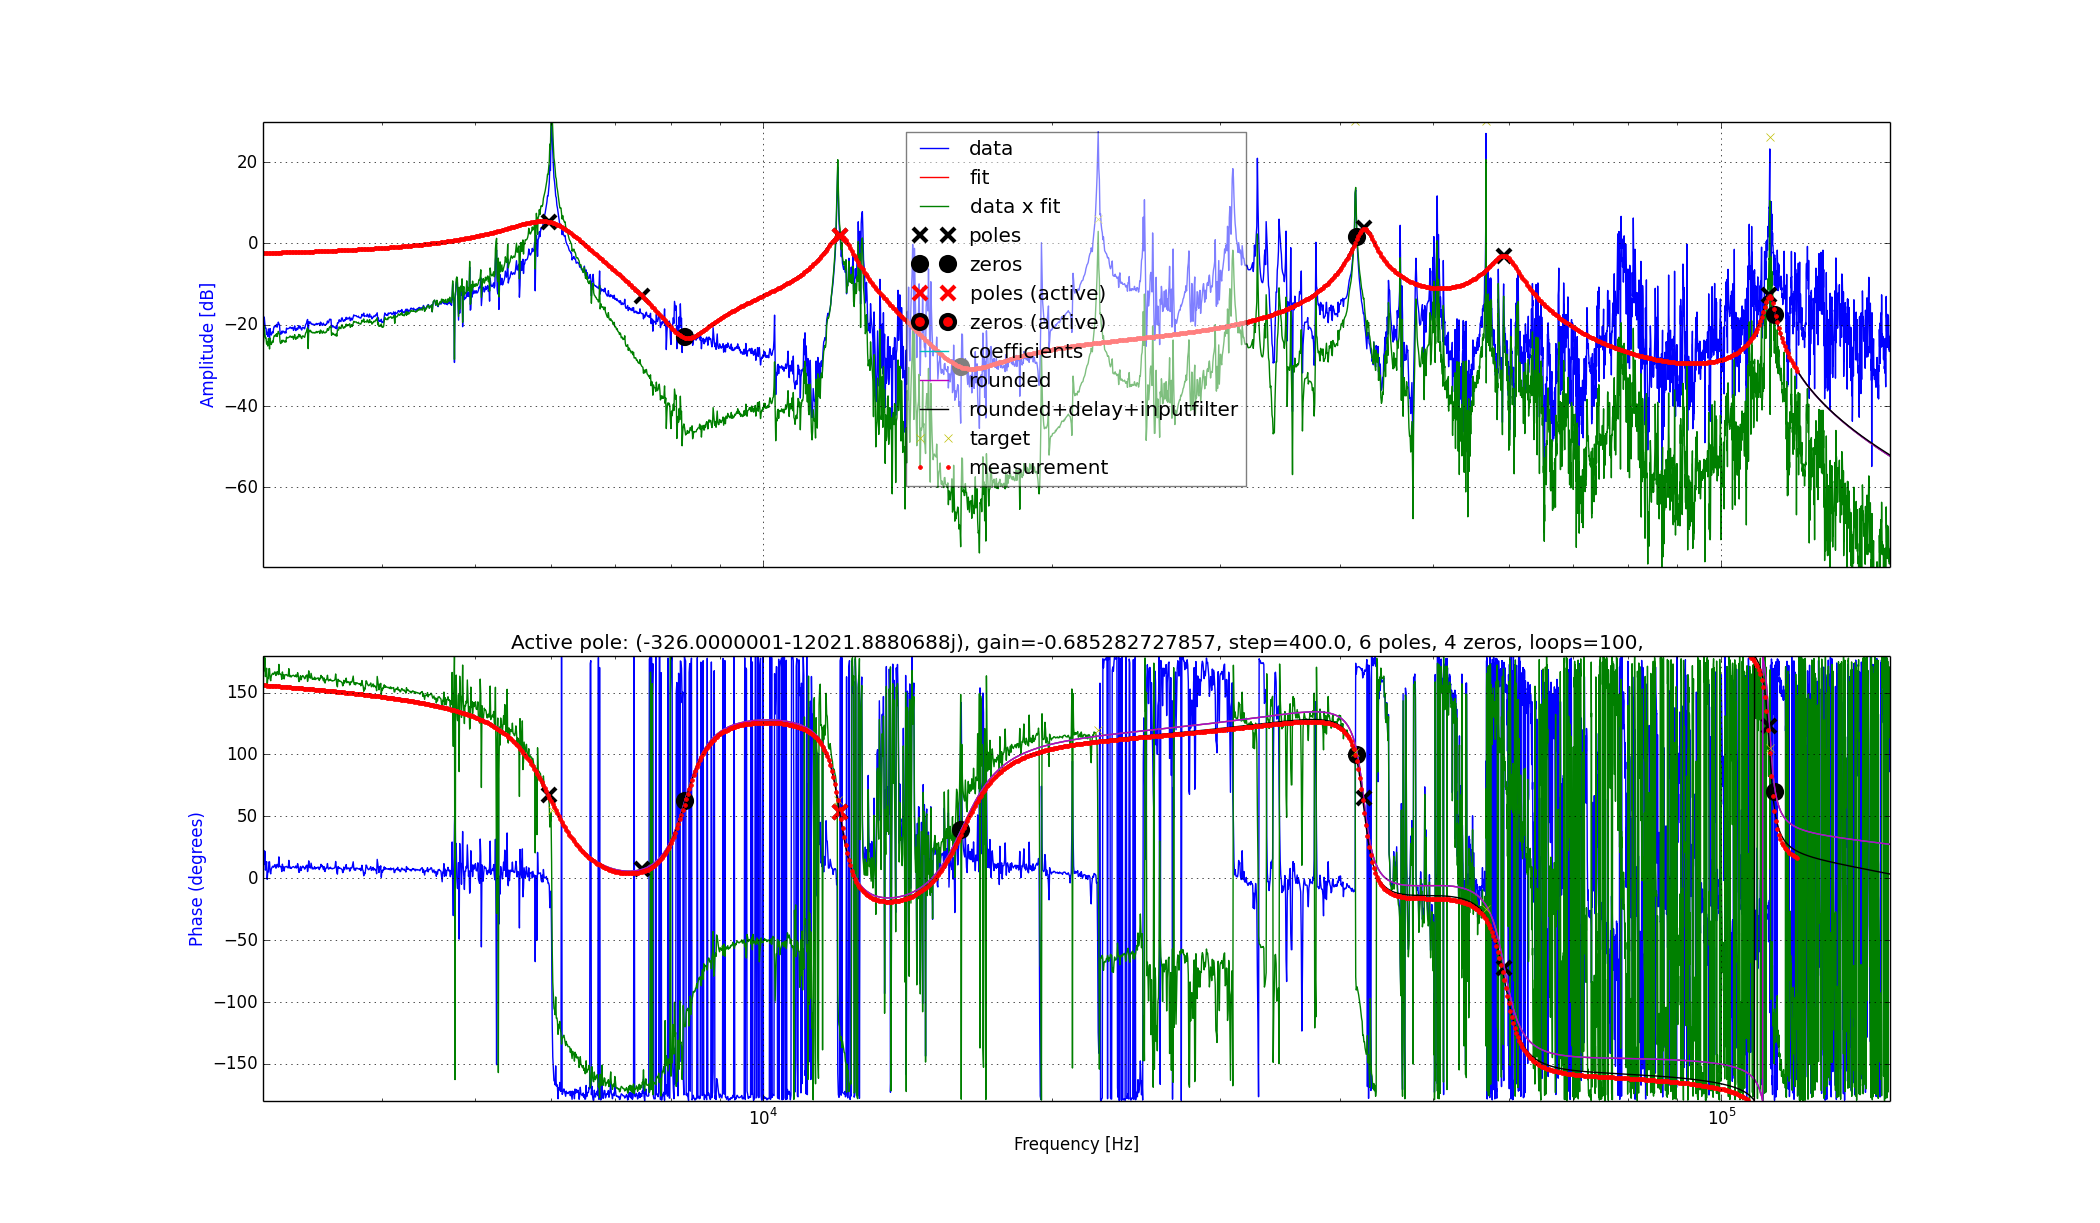 20
0
−20
−40
−60
Amplitude [dB]
data
fit
data x fit
poles
zeros
poles (active)
zeros (active)
coefficients
rounded
rounded+delay+inputfilter
target
measurement
Active pole: (-326.0000001-12021.8880688j), gain=-0.685282727857, step=400.0, 6 poles, 4 zeros, loops=100,
150
100
50
0
−50
−100
−150
Phase (degrees)
10⁴
10⁵
Frequency [Hz]